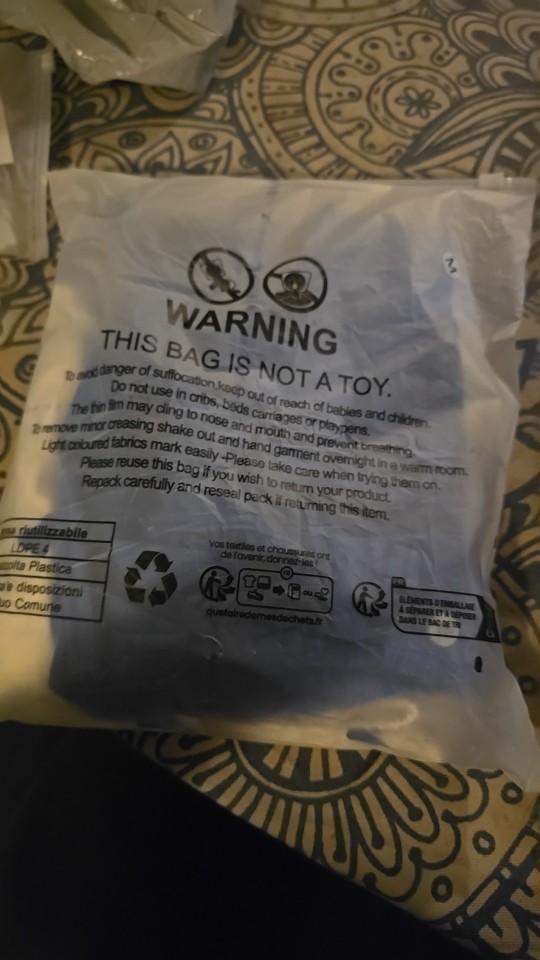 M
WARNING
THIS BAG IS NOT A TOY.
To avoid danger of suffocation,keep out of reach of babies and children.
Do not use in cribs, beds carriages or playpens.
The thin film may cling to nose and mouth and prevent breathing.
To remove minor creasing shake out and hand garment overnight in a warm room.
Light coloured fabrics mark easily -Please take care when trying them on.
Please reuse this bag if you wish to return your product.
Repack carefully and reseal pack if returning this item.
riutilizzabile
LDPE 4
Plastica
disposizioni
Comune
Vos textiles et chaussures ont
de l'avenir, donnez-les !
FR
OU
quefairedemesdechets.fr
FR
ÉLÉMENTS D'EMBALLAGE
À SÉPARER ET À DÉPOSER
DANS LE BAC DE TRI